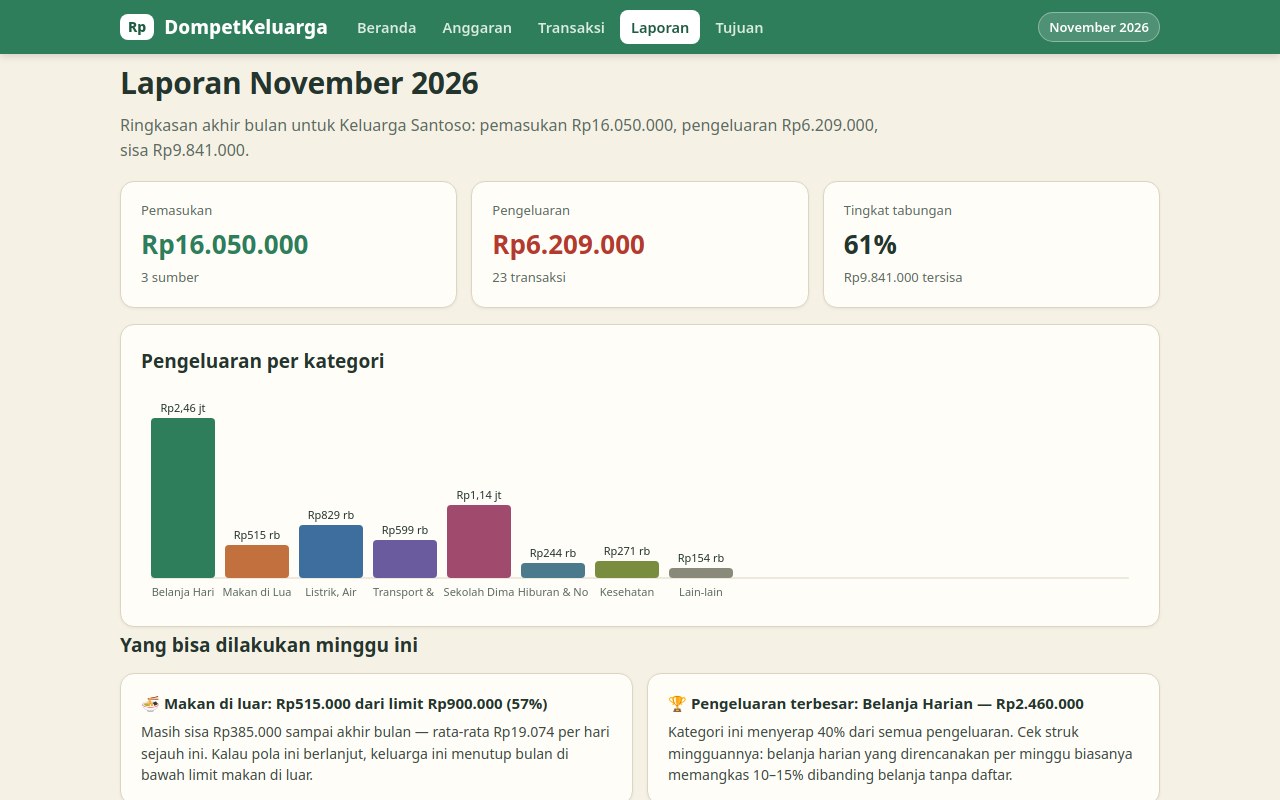 Rp DompetKeluarga Beranda Anggaran Transaksi Laporan Tujuan November 2026
Laporan November 2026
Ringkasan akhir bulan untuk Keluarga Santoso: pemasukan Rp16.050.000, pengeluaran Rp6.209.000,
sisa Rp9.841.000.
Pemasukan
Rp16.050.000
3 sumber
Pengeluaran
Rp6.209.000
23 transaksi
Tingkat tabungan
61%
Rp9.841.000 tersisa
Pengeluaran per kategori
Rp2,46 jt
Rp515 rb
Rp829 rb
Rp599 rb
Rp1,14 jt
Rp244 rb
Rp271 rb
Rp154 rb
Belanja Hari
Makan di Lua
Listrik, Air
Transport &
Sekolah Dima
Hiburan & No
Kesehatan
Lain-lain
Yang bisa dilakukan minggu ini
🍜 Makan di luar: Rp515.000 dari limit Rp900.000 (57%)
Masih sisa Rp385.000 sampai akhir bulan — rata-rata Rp19.074 per hari
sejauh ini. Kalau pola ini berlanjut, keluarga ini menutup bulan di
bawah limit makan di luar.
🏆 Pengeluaran terbesar: Belanja Harian — Rp2.460.000
Kategori ini menyerap 40% dari semua pengeluaran. Cek struk
mingguannya: belanja harian yang direncanakan per minggu biasanya
memangkas 10–15% dibanding belanja tanpa daftar.